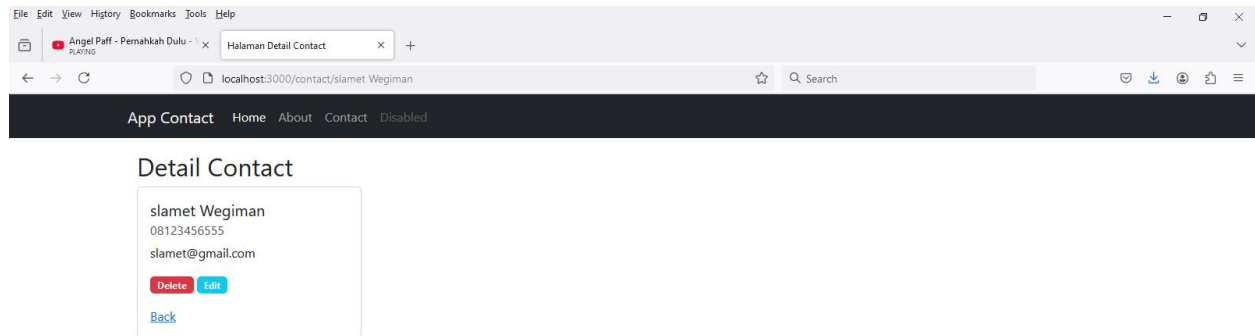 File Edit View History Bookmarks Tools Help
Angel Paff - Pernahkah Dulu -
PLAYING
Halaman Detail Contact
localhost:3000/contact/slamet Wegiman
Search
App Contact Home About Contact Disabled
Detail Contact
slamet Wegiman
08123456555
slamet@gmail.com
Delete Edit
Back